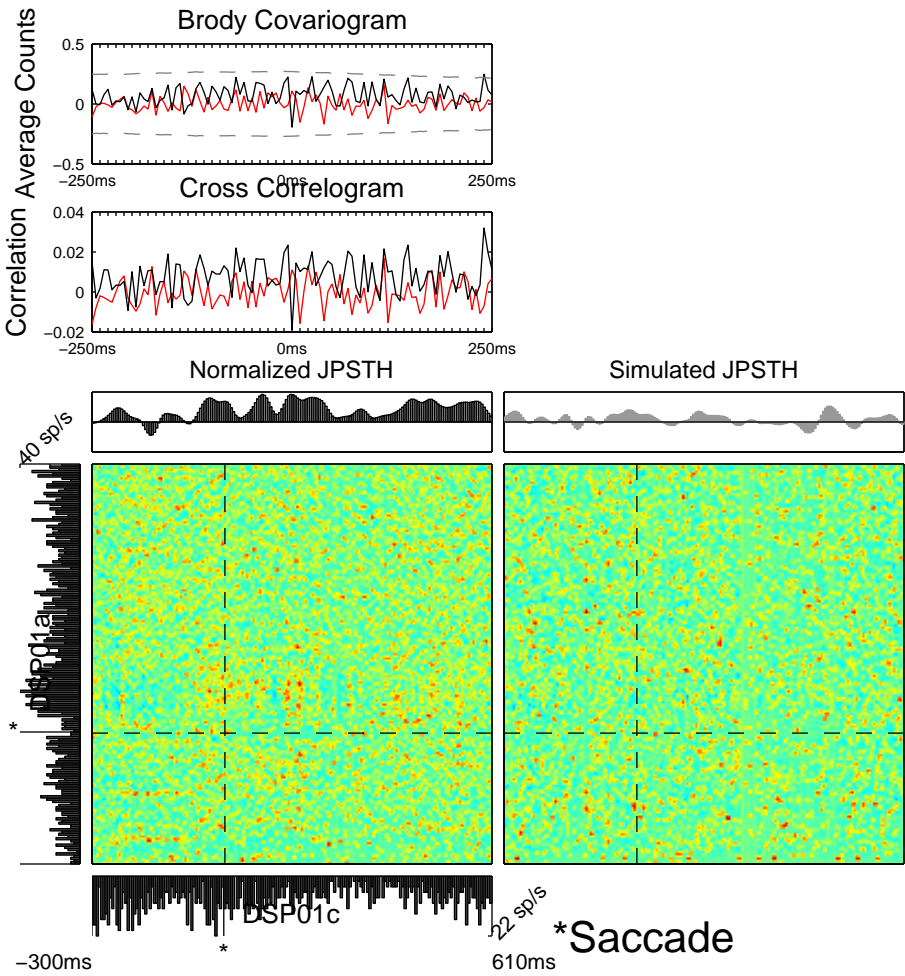 Brody Covariogram
Average Counts
0.5
0
−0.5
−250ms 0ms 250ms
Cross Correlogram
Correlation
0.04
0.02
0
−0.02
−250ms 0ms 250ms
Normalized JPSTH
Simulated JPSTH
40 sp/s
DSP01a
*
DSP01c
22 sp/s
*
*Saccade
−300ms
610ms